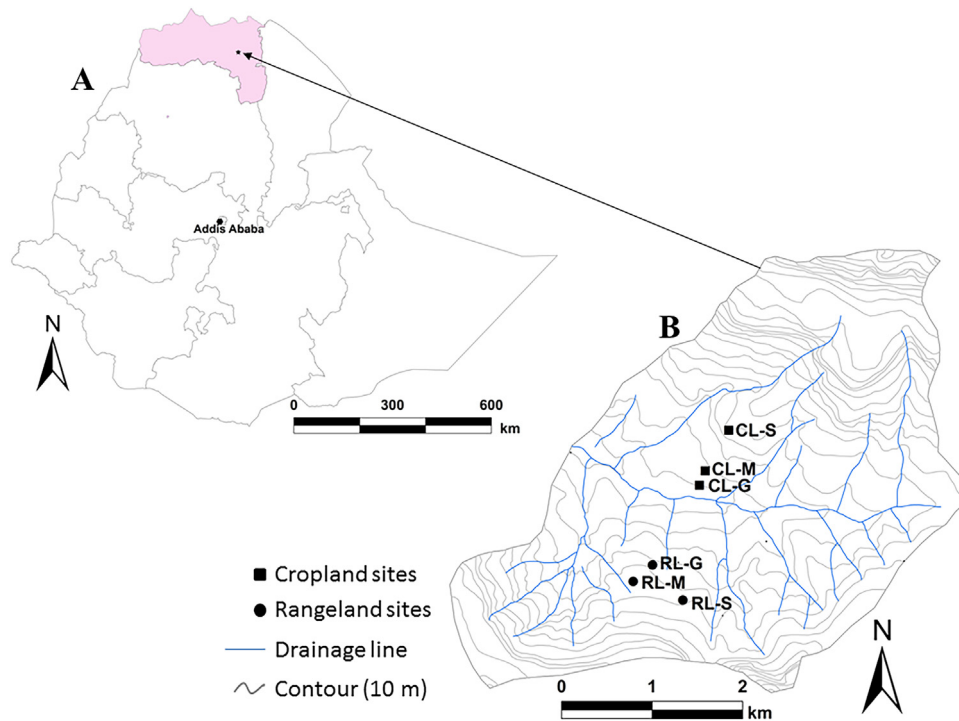 A
Addis Ababa
N
0 300 600
km
B
CL-S
CL-M
CL-G
RL-G
RL-M
RL-S
Cropland sites
Rangeland sites
Drainage line
Contour (10 m)
N
0 1 2
km